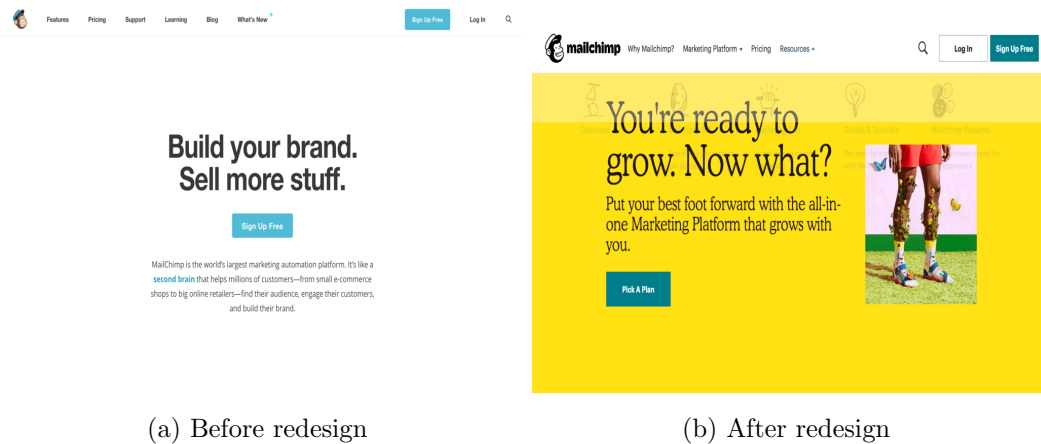 Features Pricing Support Learning Blog What's New Sign Up Free Log In
Build your brand.
Sell more stuff.
Sign Up Free
MailChimp is the world's largest marketing automation platform. It's like a
second brain that helps millions of customers—from small e-commerce
shops to big online retailers—find their audience, engage their customers,
and build their brand.
(a) Before redesign
mailchimp Why Mailchimp? Marketing Platform Pricing Resources Log In Sign Up Free
Overview Guides & Tutorials Mailchimp Presents
You're ready to
grow. Now what?
Put your best foot forward with the all-in-
one Marketing Platform that grows with
you.
Pick A Plan
(b) After redesign